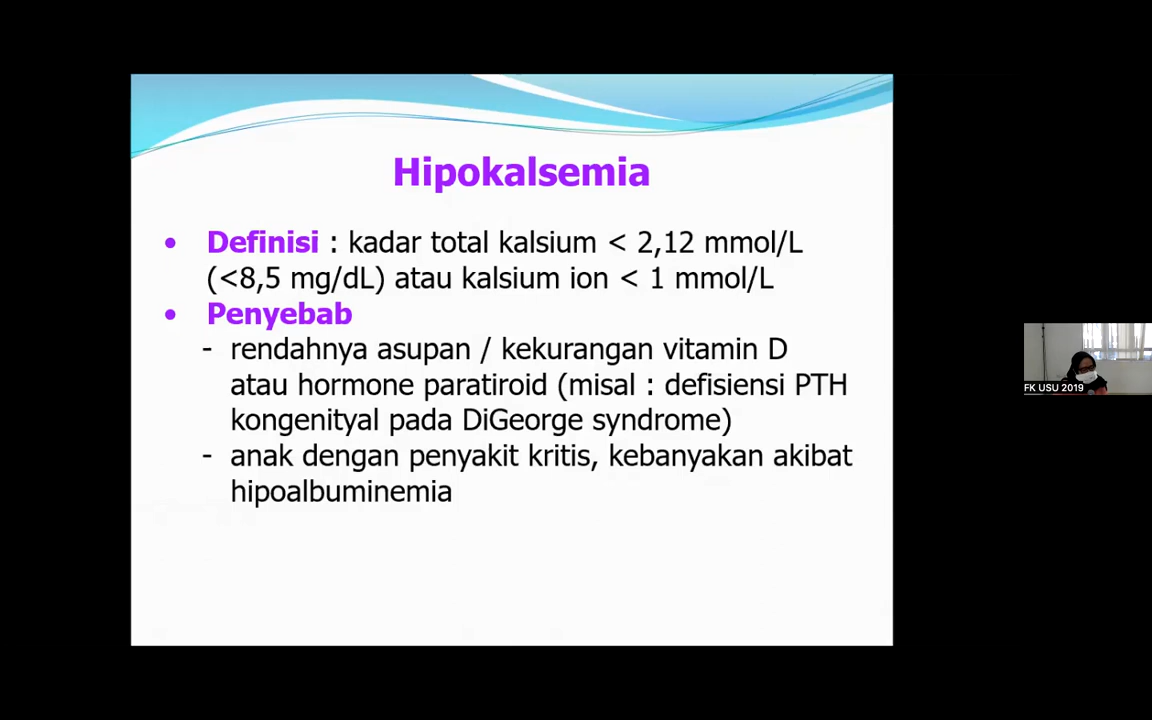 Hipokalsemia
• Definisi : kadar total kalsium < 2,12 mmol/L
(<8,5 mg/dL) atau kalsium ion < 1 mmol/L
• Penyebab
- rendahnya asupan / kekurangan vitamin D
atau hormone paratiroid (misal : defisiensi PTH
kongenityal pada DiGeorge syndrome)
- anak dengan penyakit kritis, kebanyakan akibat
hipoalbuminemia
FK USU 2019